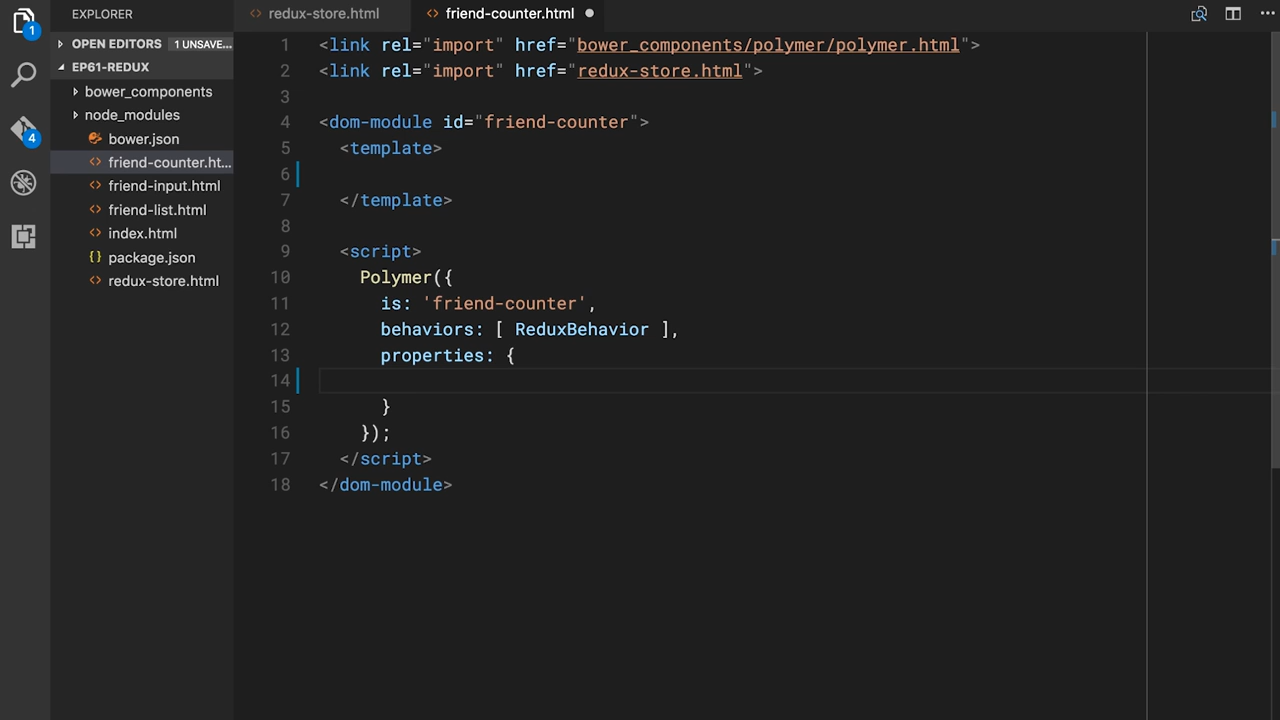 EXPLORER
redux-store.html
friend-counter.html
1
OPEN EDITORS 1 UNSAVE...
EP61-REDUX
bower_components
node_modules
bower.json
4
friend-counter.ht...
friend-input.html
friend-list.html
index.html
{} package.json
redux-store.html
1 <link rel="import" href="bower_components/polymer/polymer.html">
2 <link rel="import" href="redux-store.html">
3
4 <dom-module id="friend-counter">
5 <template>
6
7 </template>
8
9 <script>
10 Polymer({
11 is: 'friend-counter',
12 behaviors: [ ReduxBehavior ],
13 properties: {
14
15 }
16 });
17 </script>
18 </dom-module>